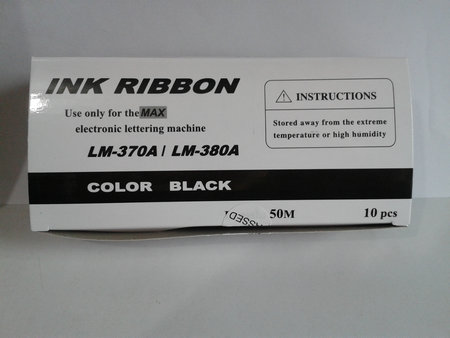 INK RIBBON
Use only for the MAX
electronic lettering machine
LM-370A / LM-380A
INSTRUCTIONS
Stored away from the extreme
temperature or high humidity
COLOR BLACK
50M
10 pcs